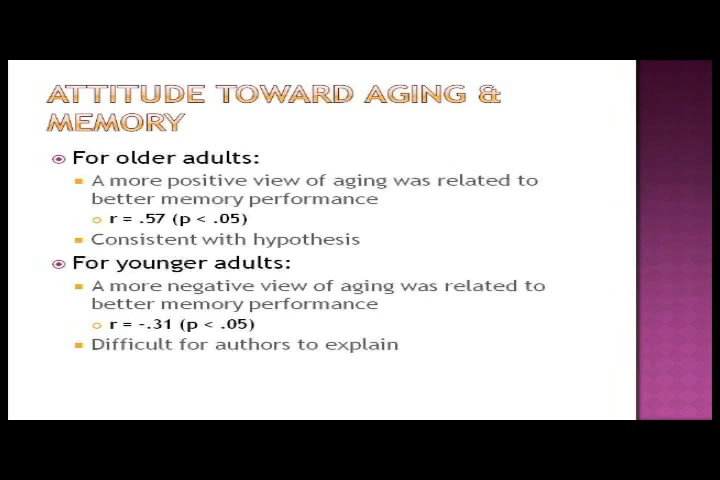 ATTITUDE TOWARD AGING &
MEMORY
For older adults:
A more positive view of aging was related to
better memory performance
r = .57 (p < .05)
Consistent with hypothesis
For younger adults:
A more negative view of aging was related to
better memory performance
r = -.31 (p < .05)
Difficult for authors to explain